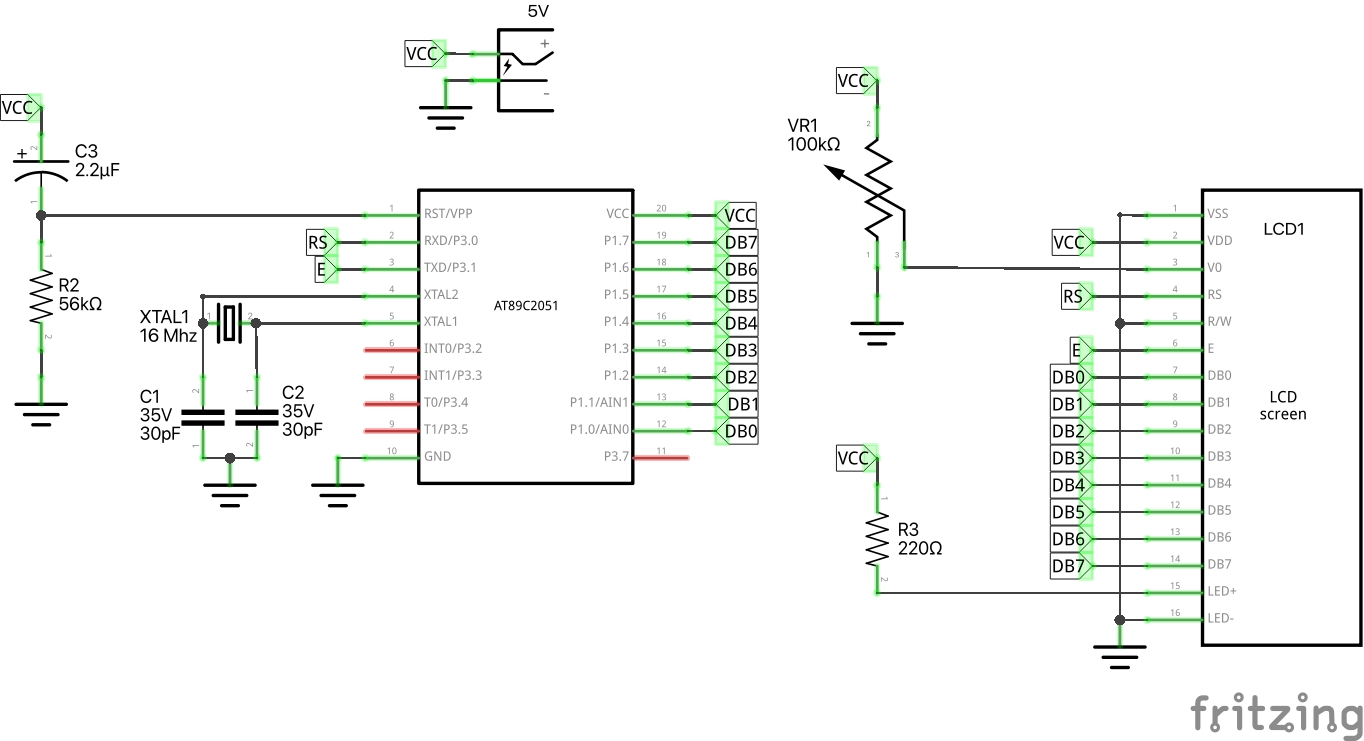 5V
VCC
+
-
VCC
+
2
C3
2.2µF
1
1
R2
56kΩ
2
XTAL1
16 Mhz
1
2
C1
35V
30pF
2
1
C2
35V
30pF
1
2
RS
E
1 RST/VPP
2 RXD/P3.0
3 TXD/P3.1
4 XTAL2
5 XTAL1
6 INT0/P3.2
7 INT1/P3.3
8 T0/P3.4
9 T1/P3.5
10 GND
AT89C2051
VCC 20 VCC
P1.7 19 DB7
P1.6 18 DB6
P1.5 17 DB5
P1.4 16 DB4
P1.3 15 DB3
P1.2 14 DB2
P1.1/AIN1 13 DB1
P1.0/AIN0 12 DB0
P3.7 11
VCC
2
VR1
100kΩ
1
3
VCC
1
R3
220Ω
2
1 VSS
VCC 2 VDD
3 V0
RS 4 RS
5 R/W
E 6 E
DB0 7 DB0
DB1 8 DB1
DB2 9 DB2
DB3 10 DB3
DB4 11 DB4
DB5 12 DB5
DB6 13 DB6
DB7 14 DB7
15 LED+
16 LED-
LCD1
LCD
screen
fritzing